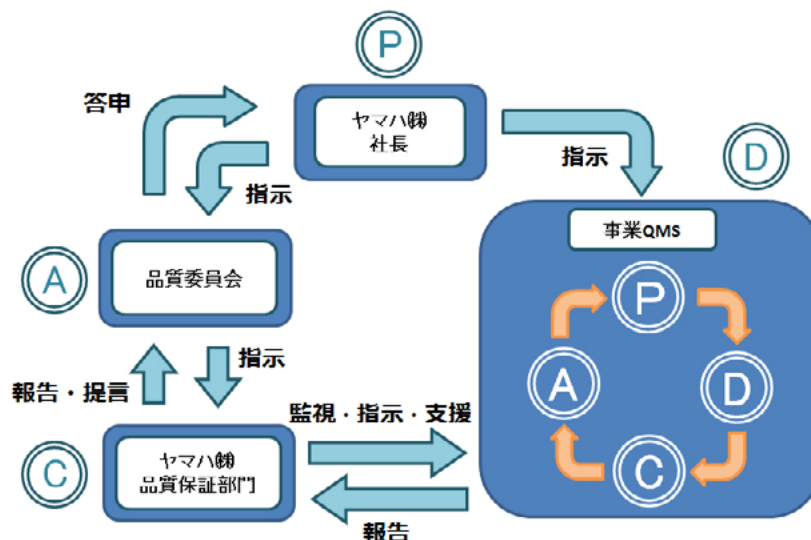 P
答申
ヤマハ㈱
社長
指示
指示
D
事業QMS
A
品質委員会
P
指示
報告・提言
A
D
監視・指示・支援
C
ヤマハ㈱
品質保証部門
C
報告